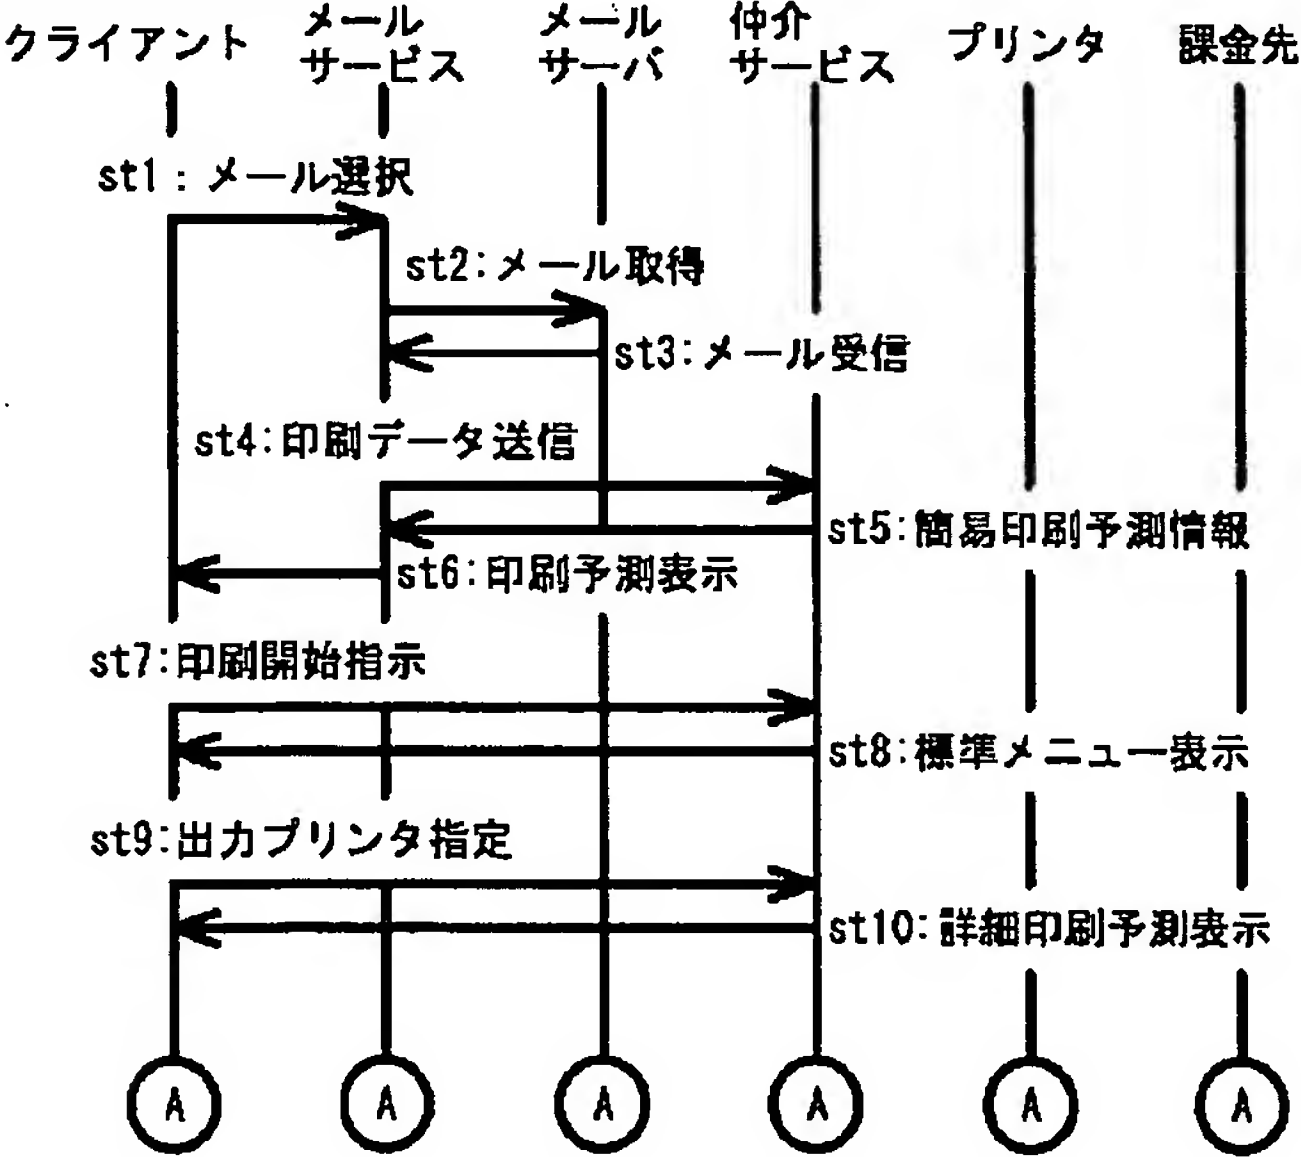 クライアント
メール
サービス
メール
サーバ
仲介
サービス
プリンタ
課金先
st1：メール選択
st2：メール取得
st3：メール受信
st4：印刷データ送信
st5：簡易印刷予測情報
st6：印刷予測表示
st7：印刷開始指示
st8：標準メニュー表示
st9：出力プリンタ指定
st10：詳細印刷予測表示
A
A
A
A
A
A